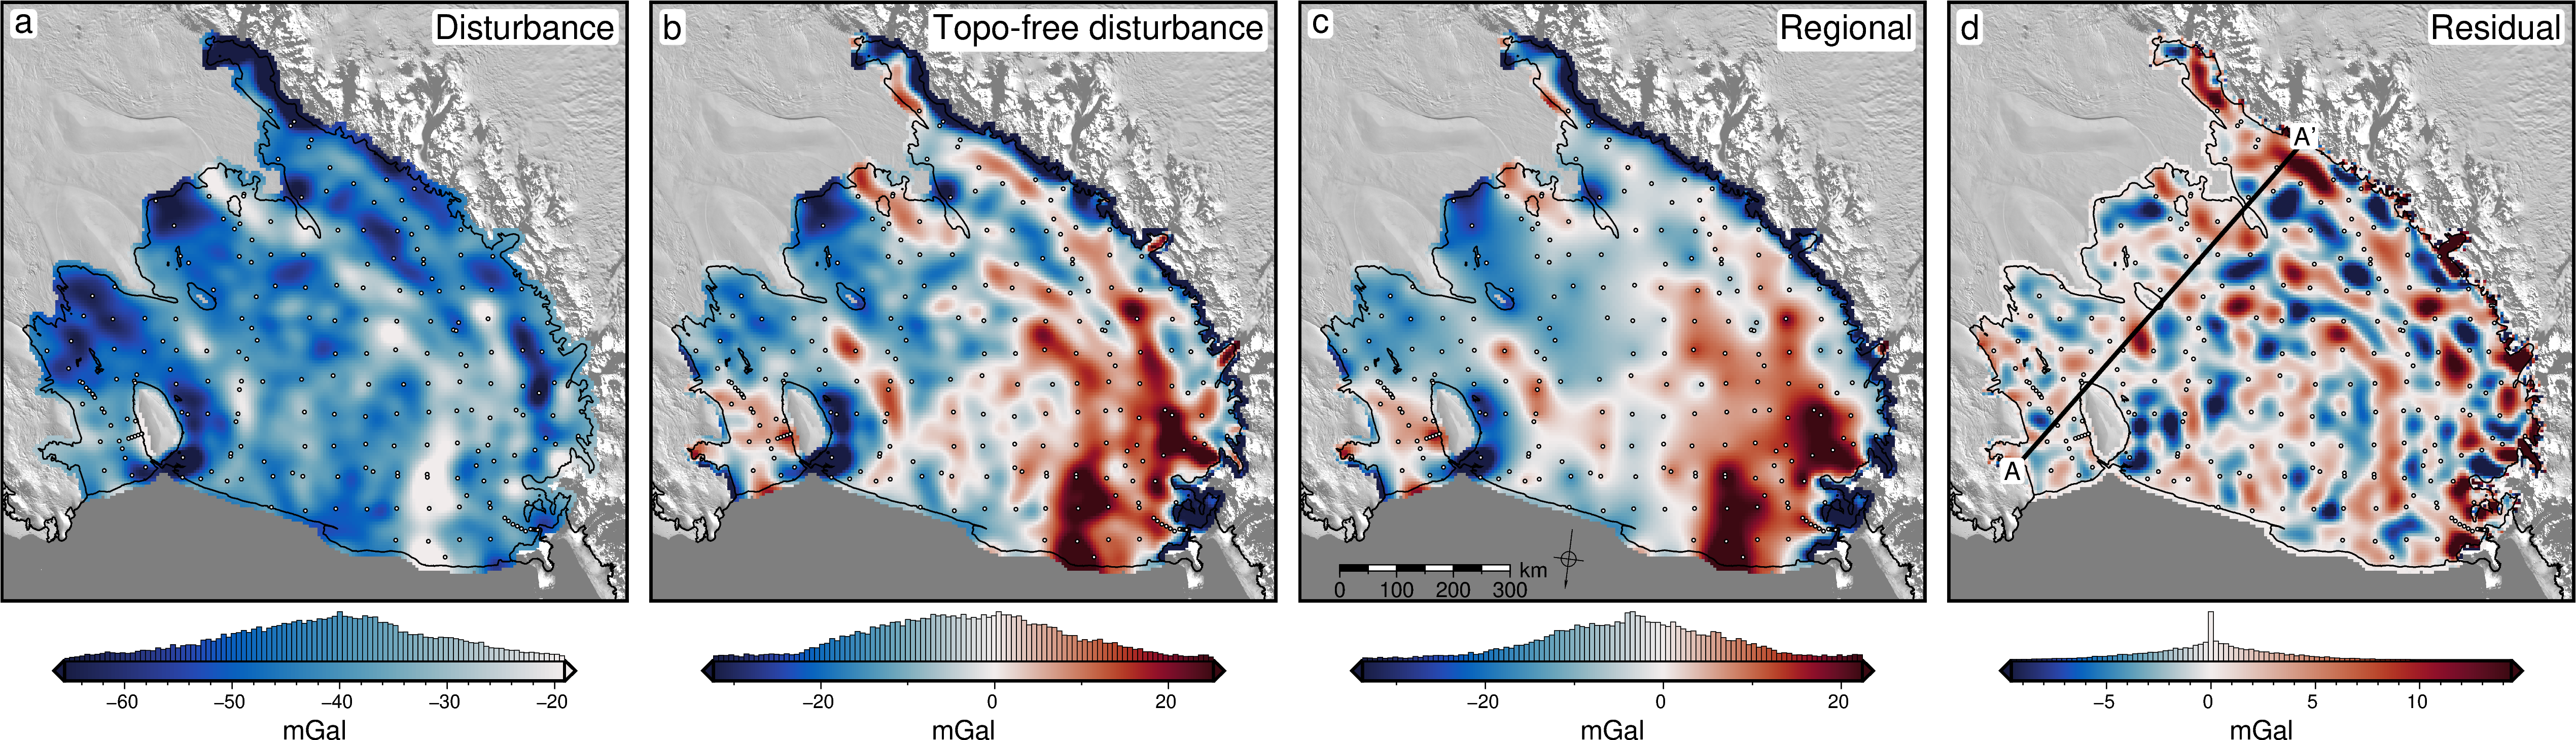 a Disturbance
b Topo-free disturbance
c Regional
d Residual
A'
A
km
0 100 200 300
−60 −50 −40 −30 −20
mGal
−20 0 20
mGal
−20 0 20
mGal
−5 0 5 10
mGal